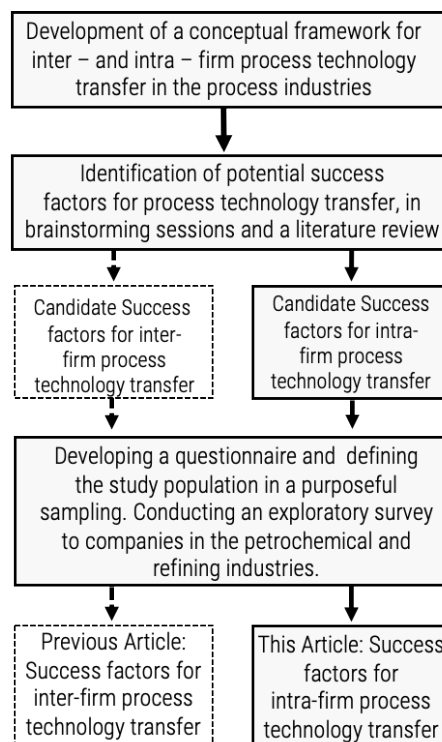 Development of a conceptual framework for
inter – and intra – firm process technology
transfer in the process industries
Identification of potential success
factors for process technology transfer, in
brainstorming sessions and a literature review
Candidate Success
factors for inter-
firm process
technology transfer
Candidate Success
factors for intra-
firm process
technology transfer
Developing a questionnaire and defining
the study population in a purposeful
sampling. Conducting an exploratory survey
to companies in the petrochemical and
refining industries.
Previous Article:
Success factors for
inter-firm process
technology transfer
This Article: Success
factors for
intra-firm process
technology transfer